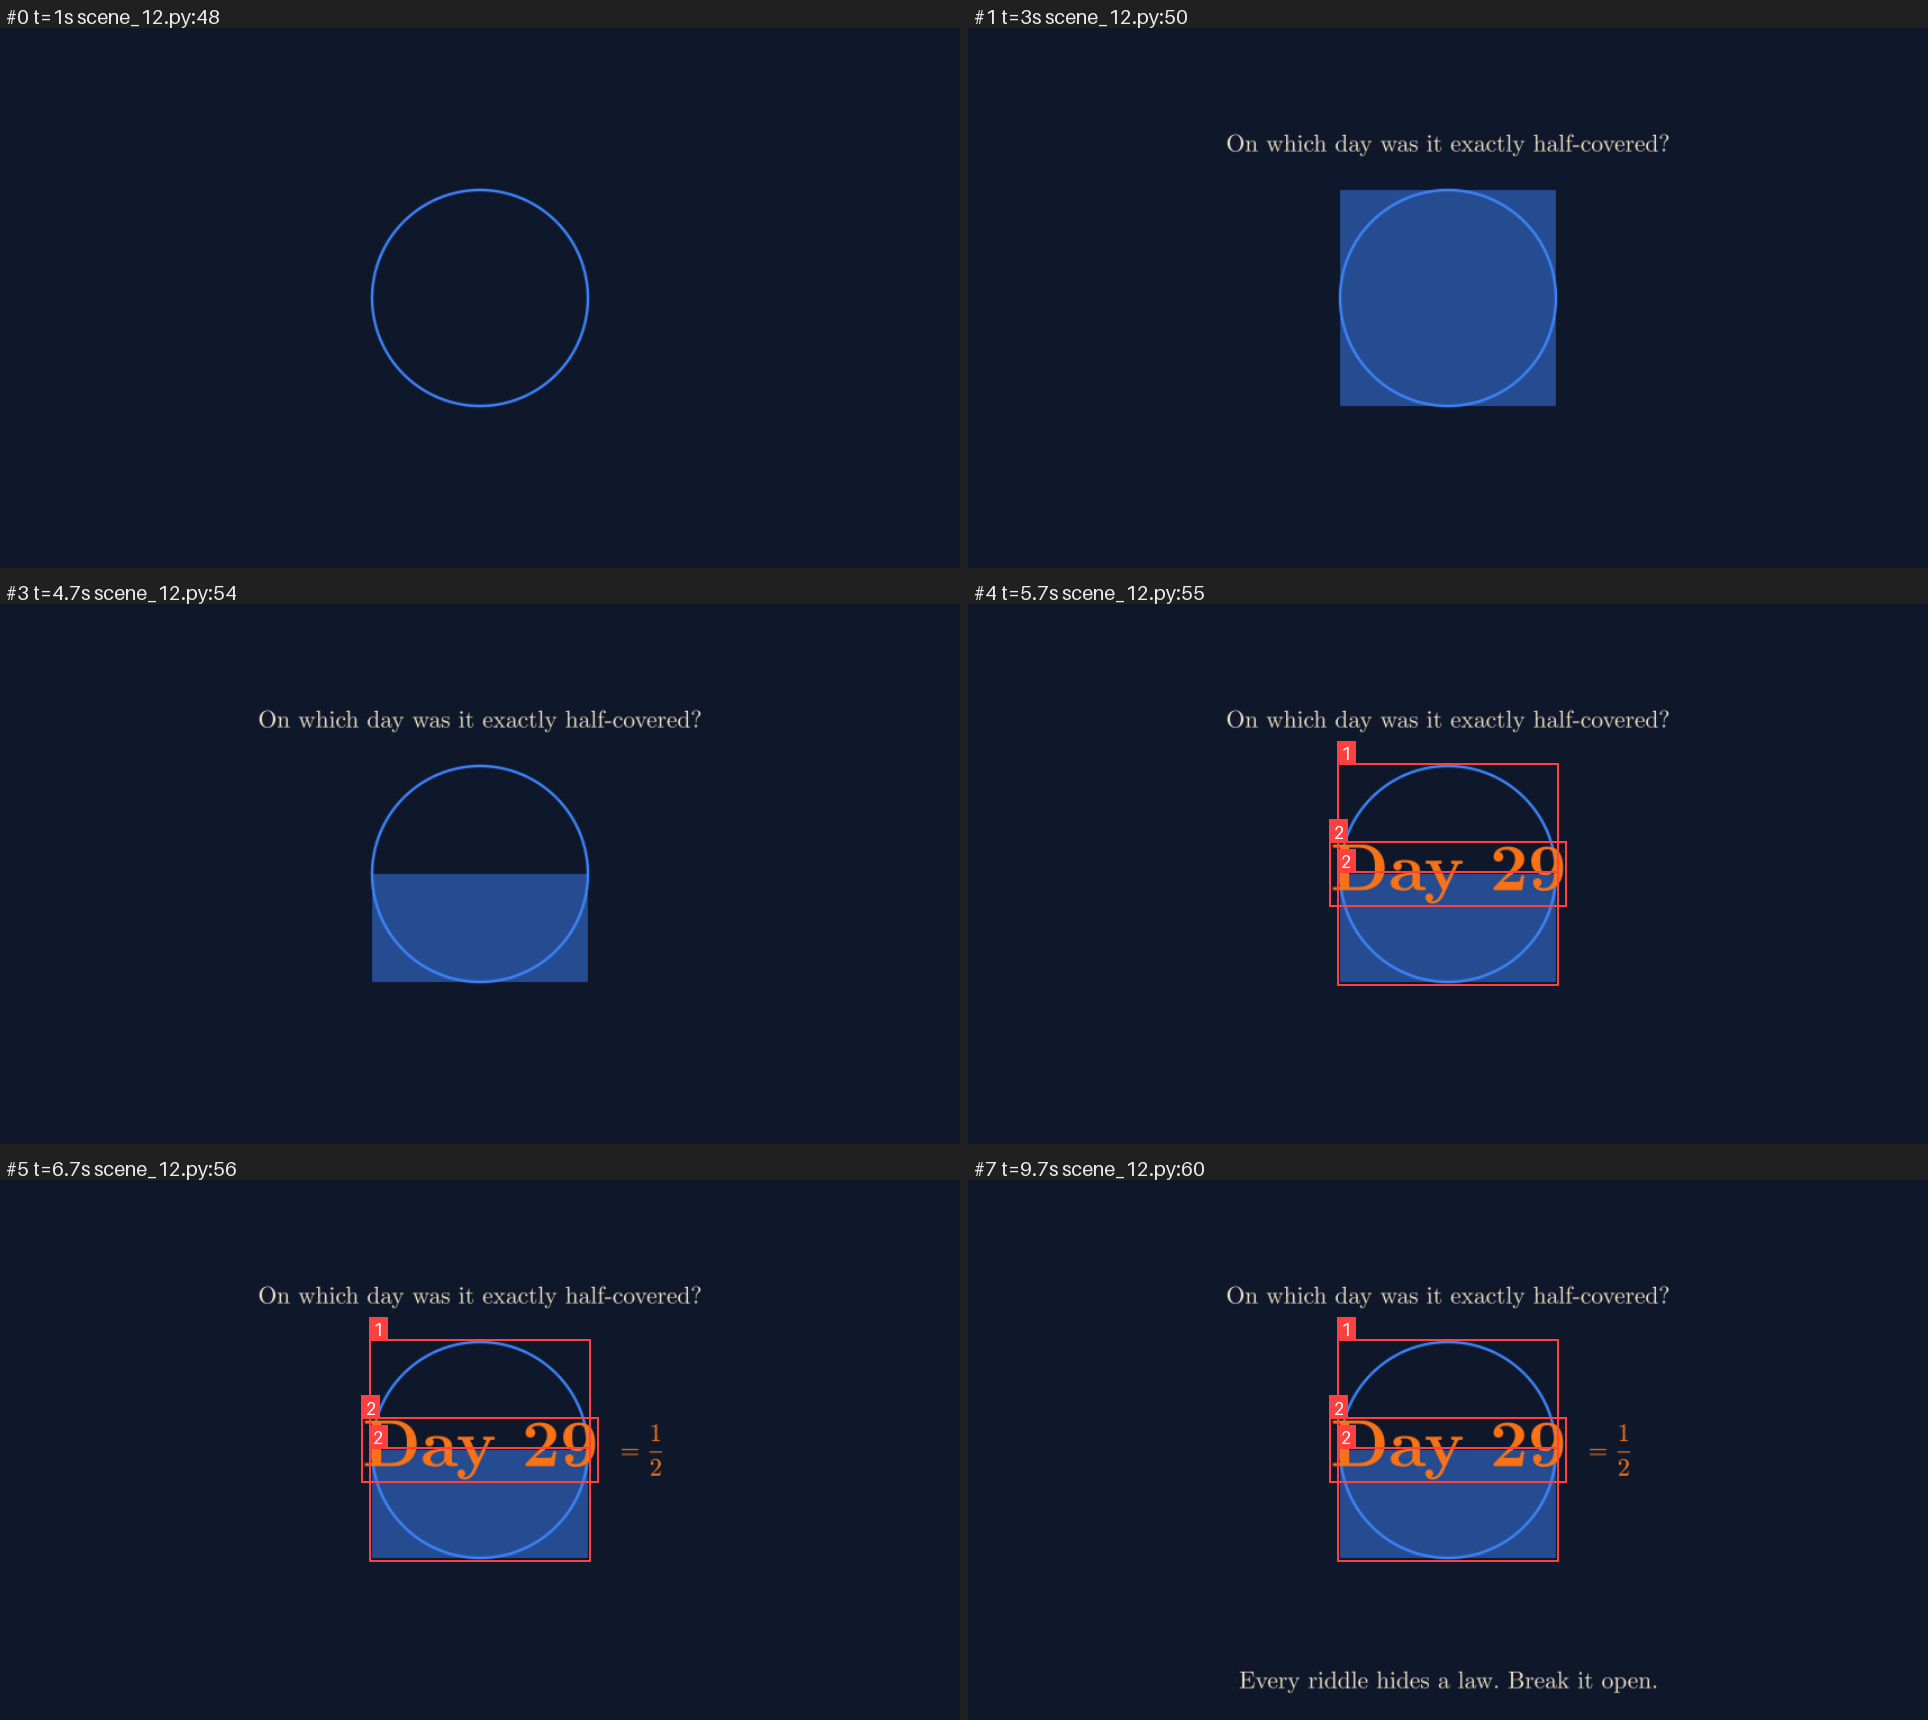 #0 t=1s scene_12.py:48
#1 t=3s scene_12.py:50
On which day was it exactly half-covered?
#3 t=4.7s scene_12.py:54
#4 t=5.7s scene_12.py:55
On which day was it exactly half-covered?
On which day was it exactly half-covered?
1
2
2
Day 29
#5 t=6.7s scene_12.py:56
#7 t=9.7s scene_12.py:60
On which day was it exactly half-covered?
1
2
2
Day 29 = 1/2
On which day was it exactly half-covered?
1
2
2
Day 29 = 1/2
Every riddle hides a law. Break it open.